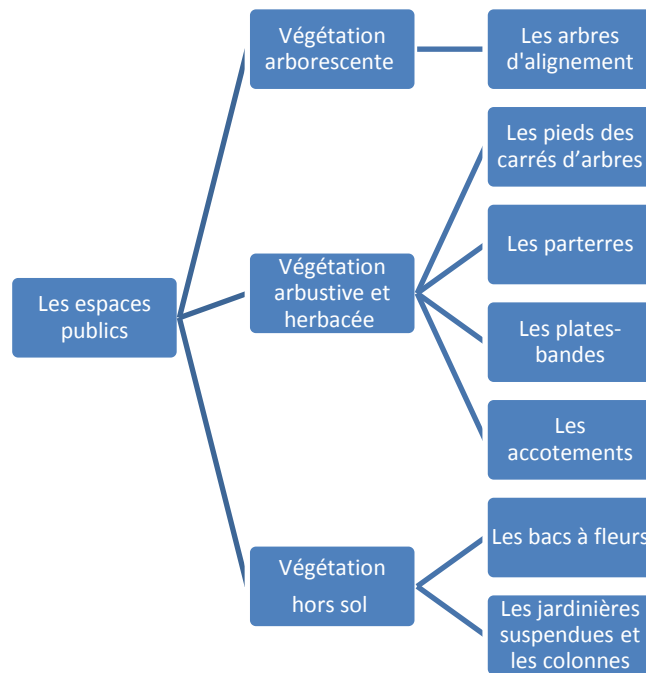 Végétation
arborescente
Les arbres
d'alignement
Les pieds des
carrés d’arbres
Les parterres
Les espaces
publics
Végétation
arbustive et
herbacée
Les plates-
bandes
Les
accotements
Végétation
hors sol
Les bacs à fleurs
Les jardinières
suspendues et
les colonnes